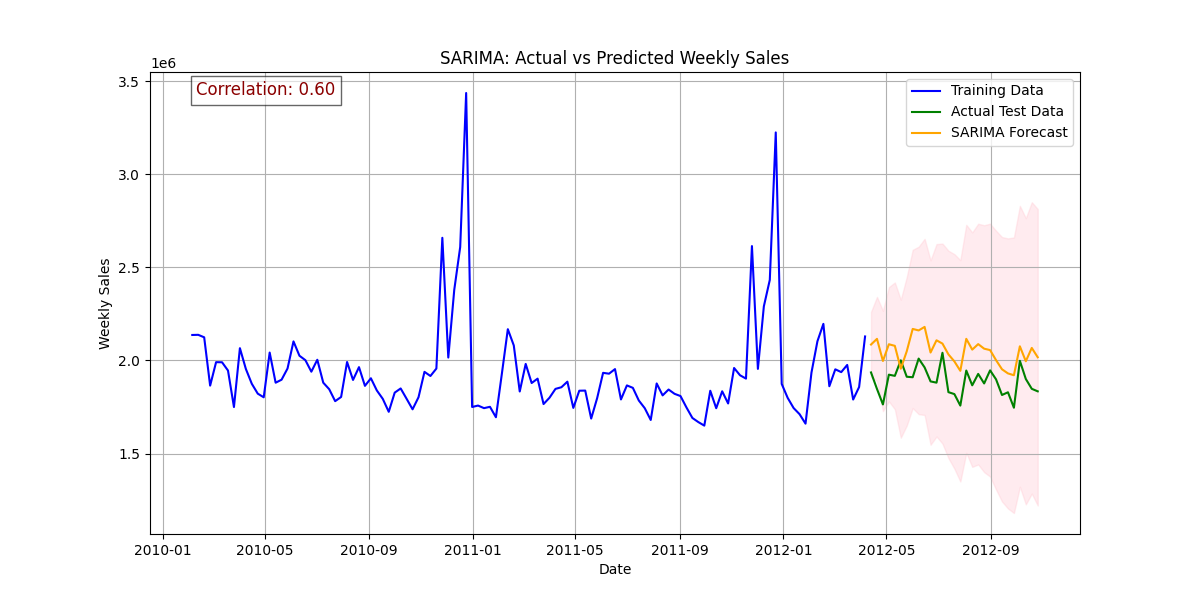 SARIMA: Actual vs Predicted Weekly Sales
1e6
Correlation: 0.60
Training Data
Actual Test Data
SARIMA Forecast
3.5
3.0
2.5
2.0
1.5
Weekly Sales
2010-01 2010-05 2010-09 2011-01 2011-05 2011-09 2012-01 2012-05 2012-09
Date